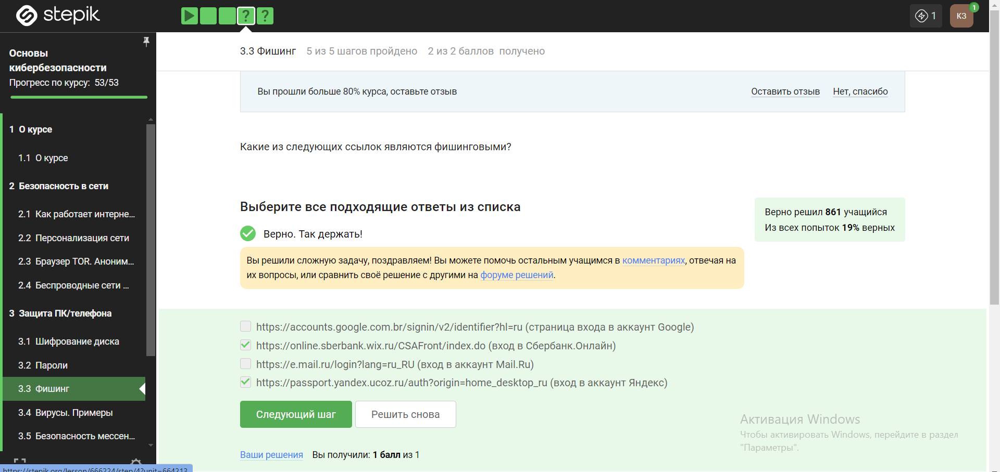 stepik
? ?
1
КЗ
1
Основы
кибербезопасности
Прогресс по курсу: 53/53
1 О курсе
1.1 О курсе
2 Безопасность в сети
2.1 Как работает интерне...
2.2 Персонализация сети
2.3 Браузер TOR. Аноним...
2.4 Беспроводные сети ...
3 Защита ПК/телефона
3.1 Шифрование диска
3.2 Пароли
3.3 Фишинг
3.4 Вирусы. Примеры
3.5 Безопасность мессен...
3.3 Фишинг 5 из 5 шагов пройдено 2 из 2 баллов получено
Вы прошли больше 80% курса, оставьте отзыв Оставить отзыв Нет, спасибо
Какие из следующих ссылок являются фишинговыми?
Выберите все подходящие ответы из списка
Верно. Так держать!
Верно решил 861 учащийся
Из всех попыток 19% верных
Вы решили сложную задачу, поздравляем! Вы можете помочь остальным учащимся в комментариях, отвечая на
их вопросы, или сравнить своё решение с другими на форуме решений.
https://accounts.google.com.br/signin/v2/identifier?hl=ru (страница входа в аккаунт Google)
https://online.sberbank.wix.ru/CSAFront/index.do (вход в Сбербанк.Онлайн)
https://e.mail.ru/login?lang=ru_RU (вход в аккаунт Mail.Ru)
https://passport.yandex.ucoz.ru/auth?origin=home_desktop_ru (вход в аккаунт Яндекс)
Следующий шаг Решить снова
Ваши решения Вы получили: 1 балл из 1
Активация Windows
Чтобы активировать Windows, перейдите в раздел
"Параметры".
https://stepik.org/lesson/666224/step/4?unit=664213